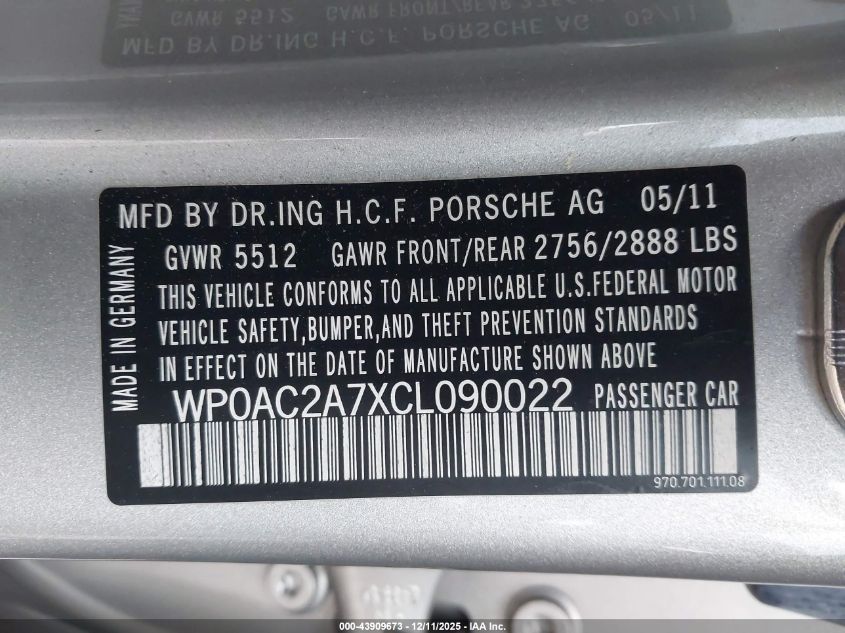 MFD BY DR.ING H.C.F. PORSCHE AG 05/11
GVWR 5512 GAWR FRONT/REAR 2756/2888 LBS
THIS VEHICLE CONFORMS TO ALL APPLICABLE U.S.FEDERAL MOTOR
VEHICLE SAFETY,BUMPER,AND THEFT PREVENTION STANDARDS
IN EFFECT ON THE DATE OF MANUFACTURE SHOWN ABOVE
WP0AC2A7XCL090022 PASSENGER CAR
970.701.111.08
MADE IN GERMANY
000-43909673 - 12/11/2025 - IAA Inc.